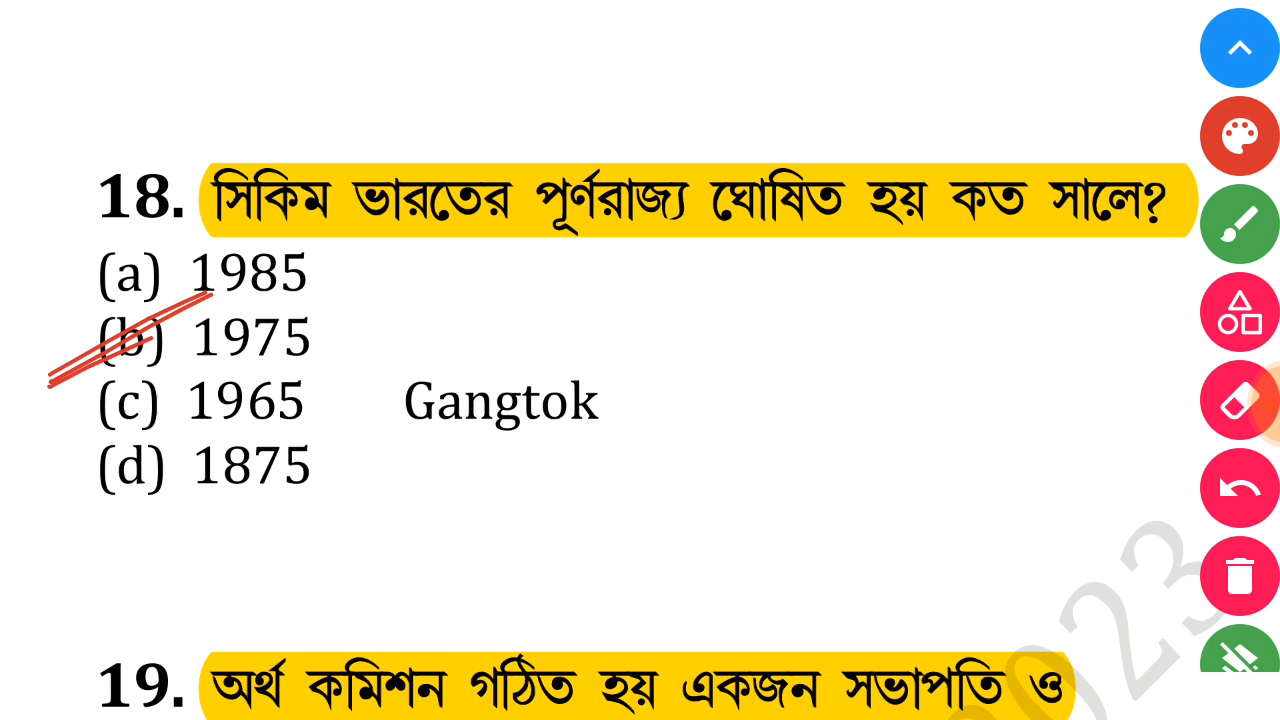 18. সিকিম ভারতের পূর্ণরাজ্য ঘোষিত হয় কত সালে?
(a) 1985
(b) 1975
(c) 1965 Gangtok
(d) 1875
19. অর্থ কমিশন গঠিত হয় একজন সভাপতি ও